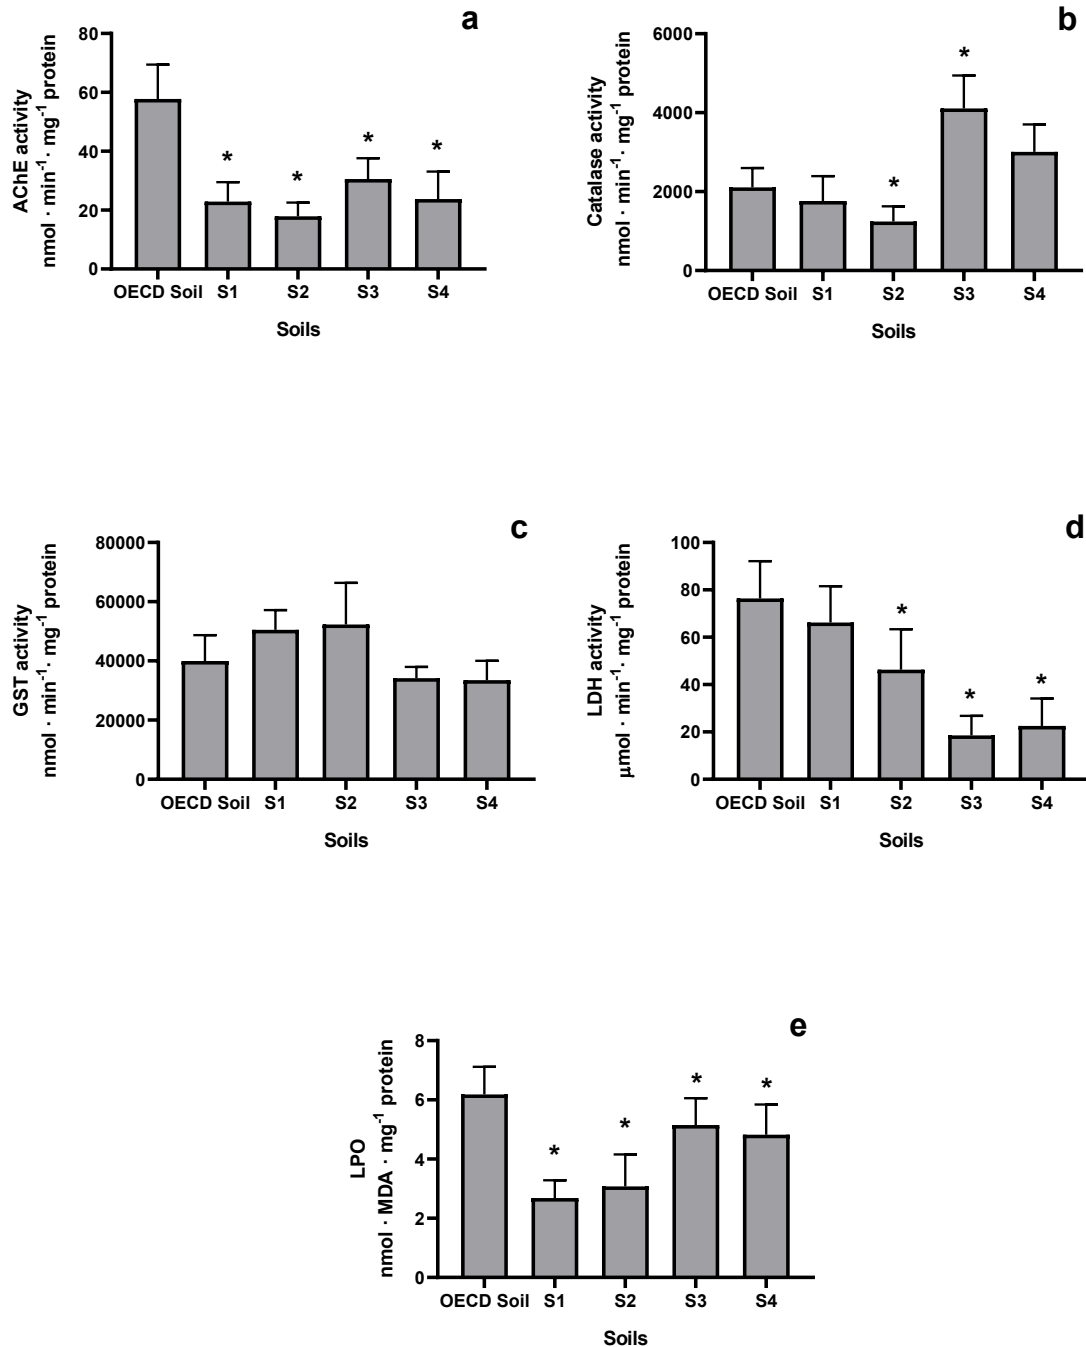 a
AChE activity
nmol · min-1· mg-1 protein
80
60
40
20
0
* * * *
OECD Soil S1 S2 S3 S4
Soils
b
Catalase activity
nmol · min-1· mg-1 protein
6000
4000
2000
0
* *
OECD Soil S1 S2 S3 S4
Soils
c
GST activity
nmol · min-1· mg-1 protein
80000
60000
40000
20000
0
OECD Soil S1 S2 S3 S4
Soils
d
LDH activity
μmol · min-1· mg-1 protein
100
80
60
40
20
0
* * *
OECD Soil S1 S2 S3 S4
Soils
e
LPO
nmol · MDA · mg-1 protein
8
6
4
2
0
* * * *
OECD Soil S1 S2 S3 S4
Soils